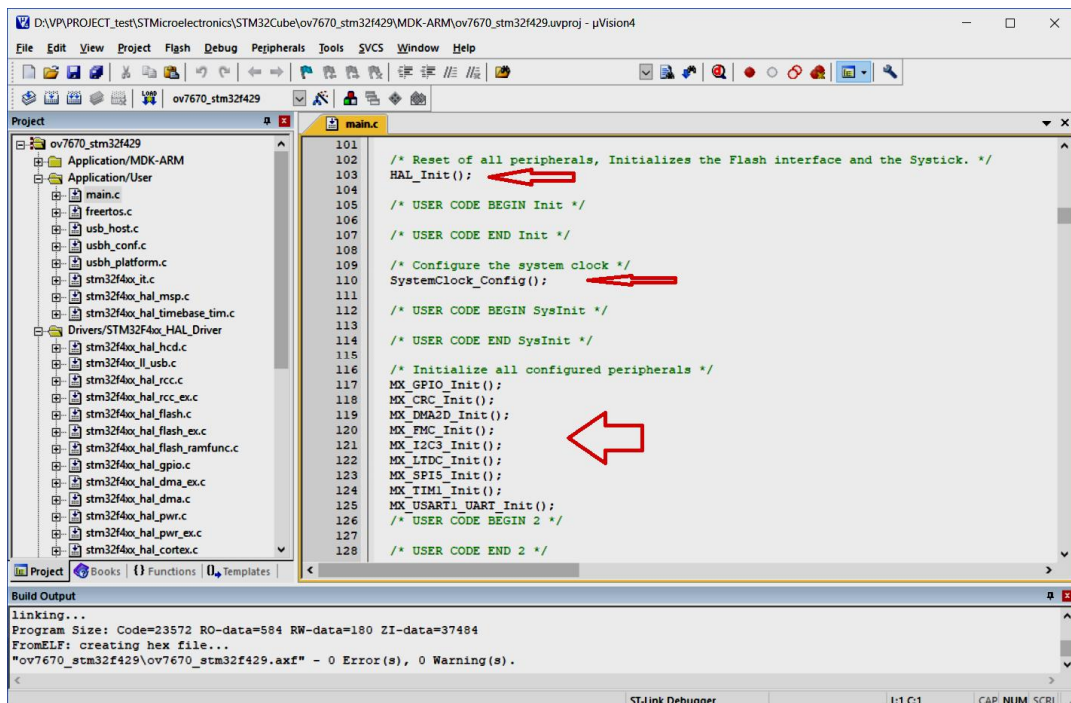 D:\VP\PROJECT_test\STMicroelectronics\STM32Cube\ov7670_stm32f429\MDK-ARM\ov7670_stm32f429.uvproj - µVision4
File Edit View Project Flash Debug Peripherals Tools SVCS Window Help
LOAD ov7670_stm32f429
Project
main.c
ov7670_stm32f429
Application/MDK-ARM
Application/User
main.c
freertos.c
usb_host.c
usbh_conf.c
usbh_platform.c
stm32f4xx_it.c
stm32f4xx_hal_msp.c
stm32f4xx_hal_timebase_tim.c
Drivers/STM32F4xx_HAL_Driver
stm32f4xx_hal_hcd.c
stm32f4xx_ll_usb.c
stm32f4xx_hal_rcc.c
stm32f4xx_hal_rcc_ex.c
stm32f4xx_hal_flash.c
stm32f4xx_hal_flash_ex.c
stm32f4xx_hal_flash_ramfunc.c
stm32f4xx_hal_gpio.c
stm32f4xx_hal_dma_ex.c
stm32f4xx_hal_dma.c
stm32f4xx_hal_pwr.c
stm32f4xx_hal_pwr_ex.c
stm32f4xx_hal_cortex.c
Project Books {} Functions 0 Templates
101
102 /* Reset of all peripherals, Initializes the Flash interface and the Systick. */
103 HAL_Init();
104
105 /* USER CODE BEGIN Init */
106
107 /* USER CODE END Init */
108
109 /* Configure the system clock */
110 SystemClock_Config();
111
112 /* USER CODE BEGIN SysInit */
113
114 /* USER CODE END SysInit */
115
116 /* Initialize all configured peripherals */
117 MX_GPIO_Init();
118 MX_CRC_Init();
119 MX_DMA2D_Init();
120 MX_FMC_Init();
121 MX_I2C3_Init();
122 MX_LTDC_Init();
123 MX_SPI5_Init();
124 MX_TIM1_Init();
125 MX_USART1_UART_Init();
126 /* USER CODE BEGIN 2 */
127
128 /* USER CODE END 2 */
Build Output
linking...
Program Size: Code=23572 RO-data=584 RW-data=180 ZI-data=37484
FromELF: creating hex file...
"ov7670_stm32f429\ov7670_stm32f429.axf" - 0 Error(s), 0 Warning(s).
ST-Link Debugger L:1 C:1 CAP NUM SCRL